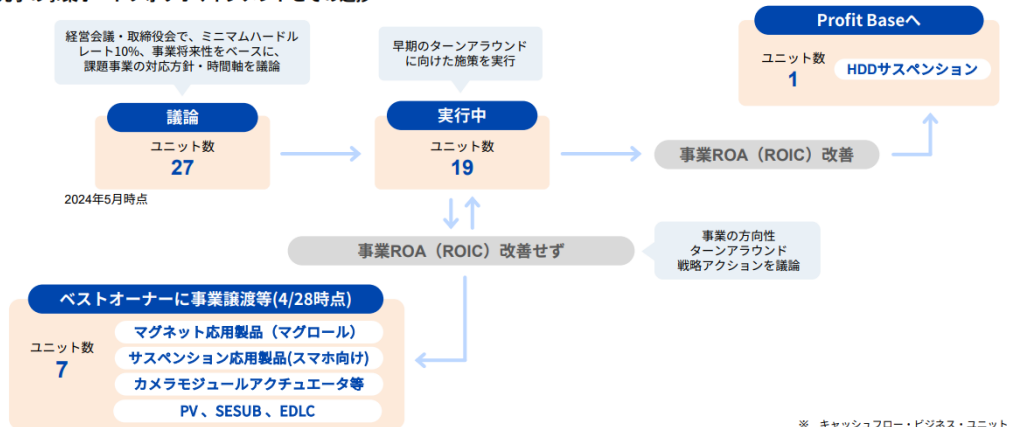 経営会議・取締役会で、ミニマムハードル
レート10%、事業将来性をベースに、
課題事業の対応方針・時間軸を議論
早期のターンアラウンド
に向けた施策を実行
Profit Baseへ
ユニット数
1
HDDサスペンション
議論
ユニット数
27
2024年5月時点
実行中
ユニット数
19
事業ROA（ROIC）改善
事業ROA（ROIC）改善せず
事業の方向性
ターンアラウンド
戦略アクションを議論
ベストオーナーに事業譲渡等(4/28時点)
ユニット数
7
マグネット応用製品（マグロール）
サスペンション応用製品(スマホ向け)
カメラモジュールアクチュエータ等
PV 、SESUB 、EDLC
※　キャッシュフロー・ビジネス・ユニット